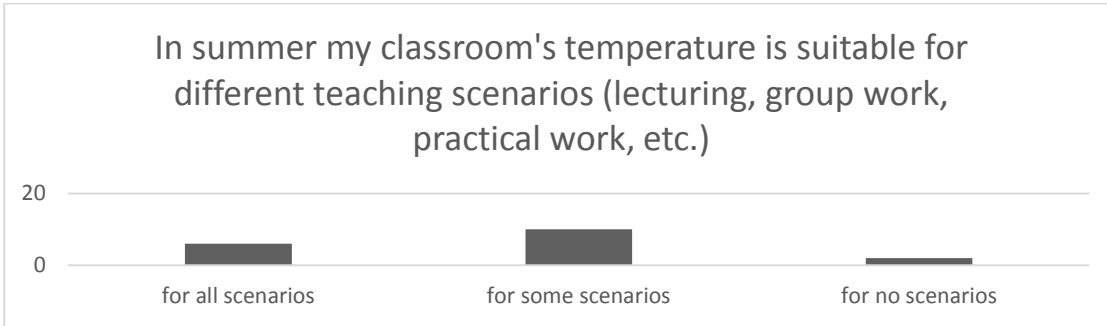 In summer my classroom's temperature is suitable for
different teaching scenarios (lecturing, group work,
practical work, etc.)
20
0
for all scenarios
for some scenarios
for no scenarios